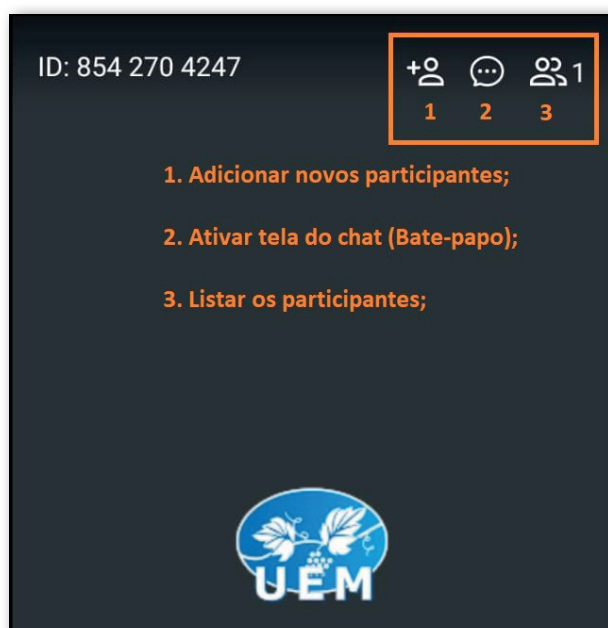 ID: 854 270 4247
1
1 2 3
1. Adicionar novos participantes;
2. Ativar tela do chat (Bate-papo);
3. Listar os participantes;
UEM